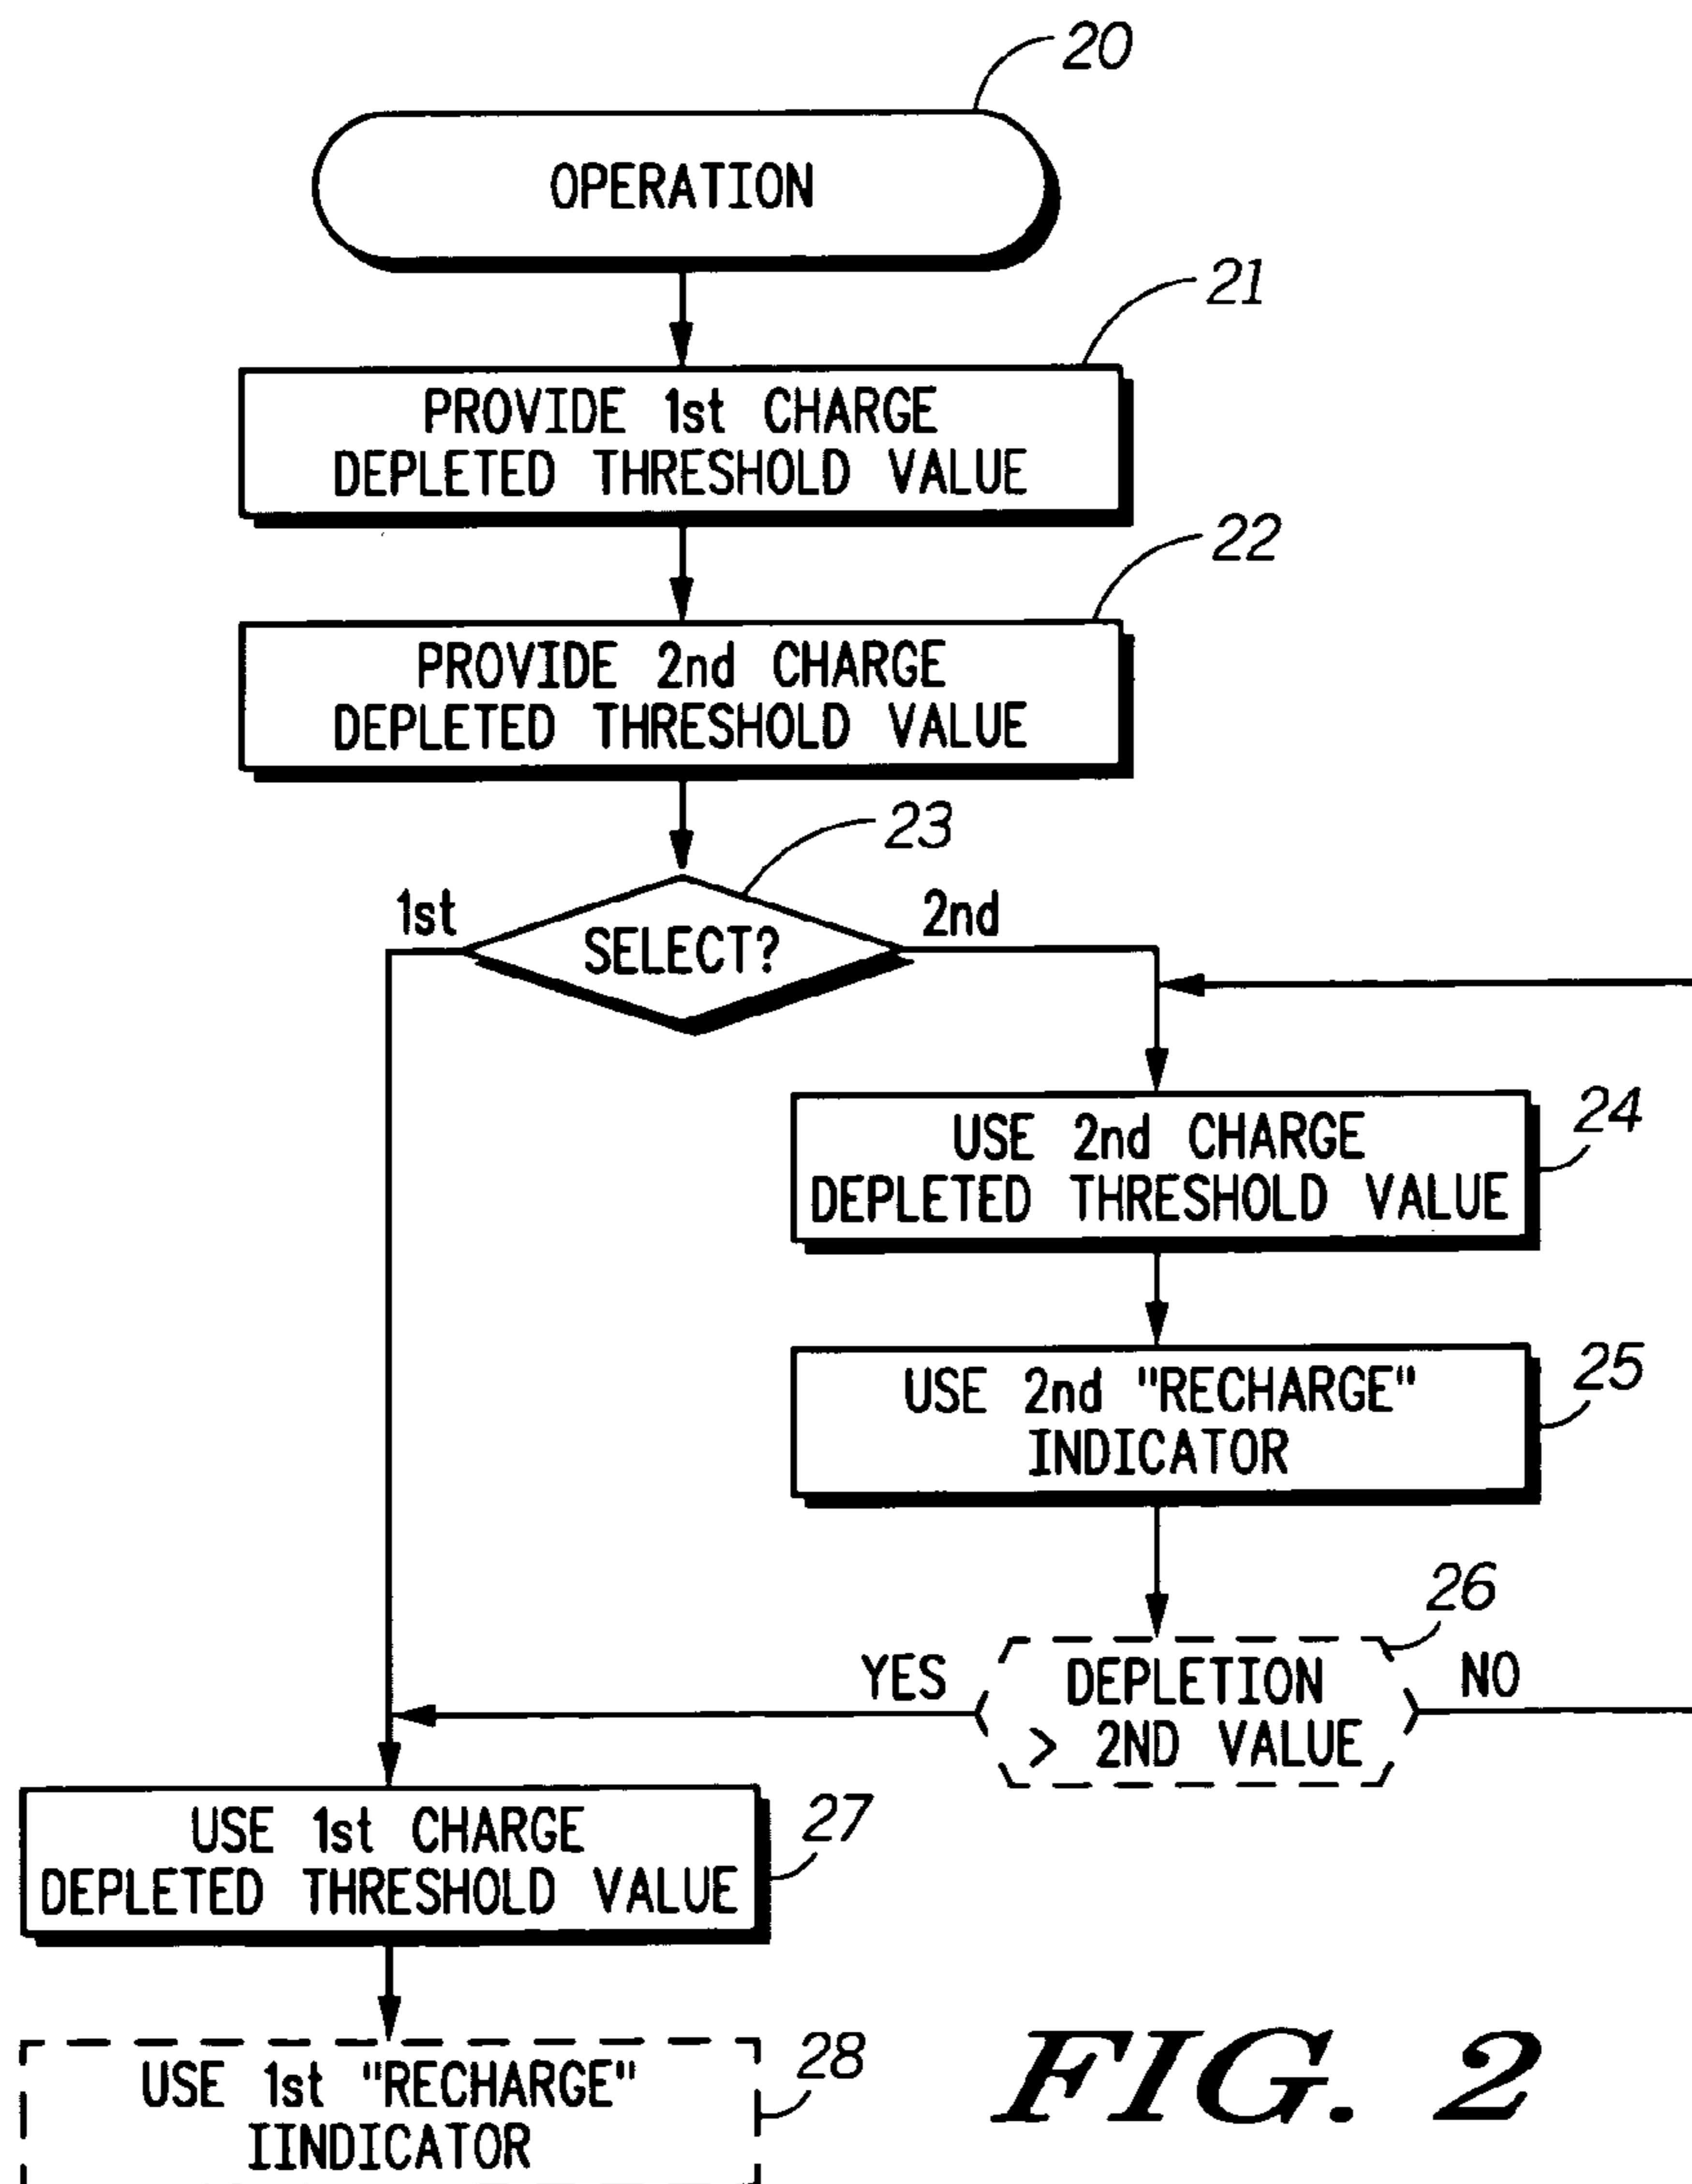 20
OPERATION
21
PROVIDE 1st CHARGE
DEPLETED THRESHOLD VALUE
22
PROVIDE 2nd CHARGE
DEPLETED THRESHOLD VALUE
23
1st
SELECT?
2nd
24
USE 2nd CHARGE
DEPLETED THRESHOLD VALUE
25
USE 2nd "RECHARGE"
INDICATOR
26
YES
DEPLETION
> 2ND VALUE
NO
27
USE 1st CHARGE
DEPLETED THRESHOLD VALUE
28
USE 1st "RECHARGE"
IINDICATOR
FIG. 2